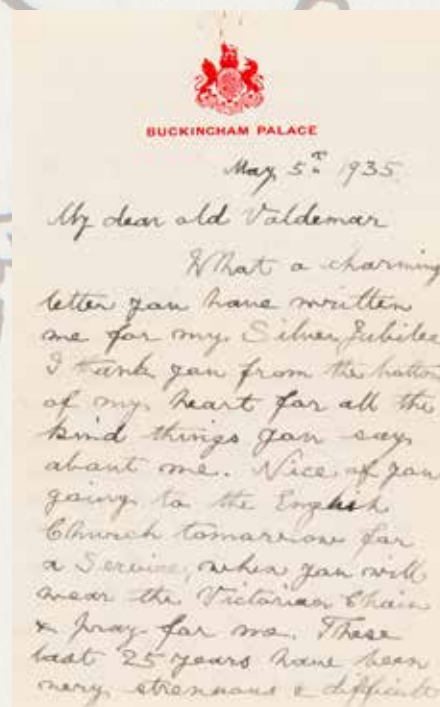 BUCKINGHAM PALACE
May 5th 1935.
My dear old Valdemar
What a charming
letter you have written
me for my Silver Jubilee
I thank you from the bottom
of my heart for all the
kind things you say
about me. Nice of you
going to the English
Church tomorrow for
a Service, when you will
wear the Victorian Chain
& pray for me. These
last 25 years have been
very strenuous & difficult